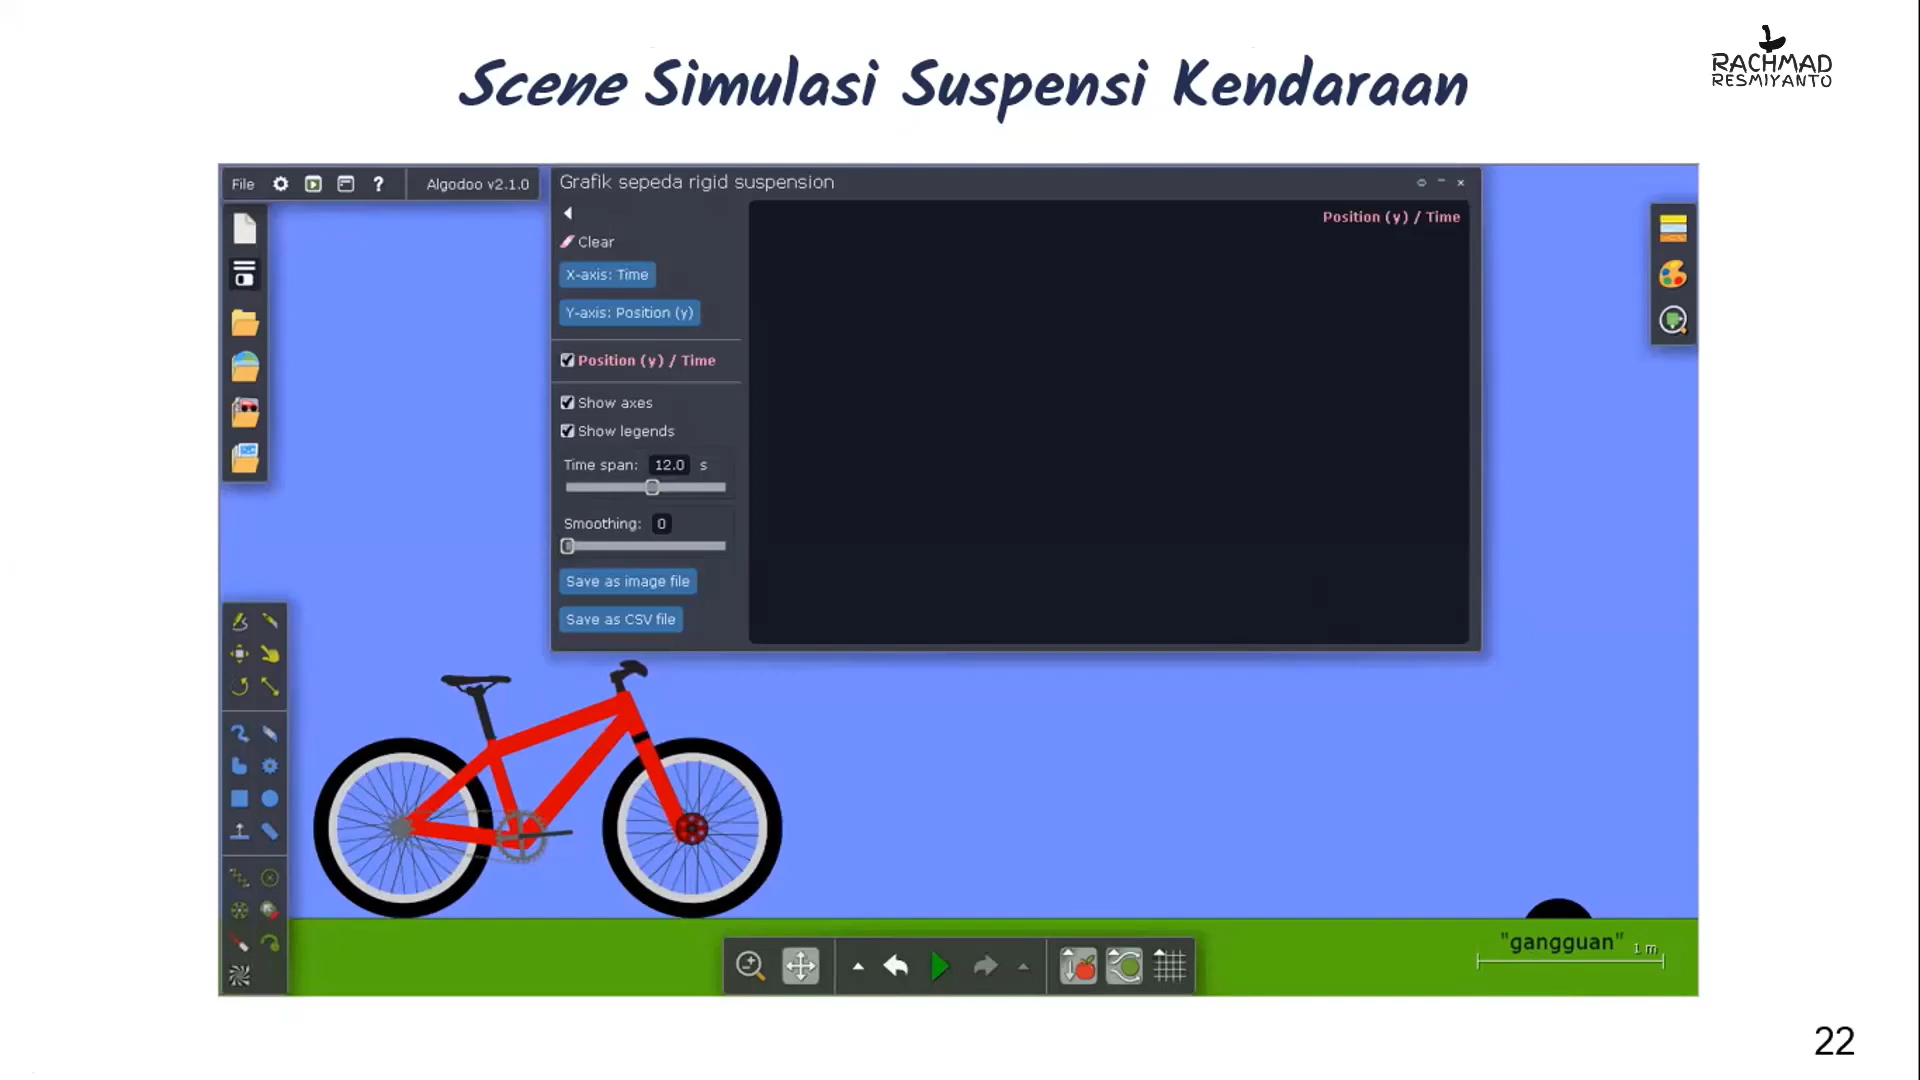 Scene Simulasi Suspensi Kendaraan
RACHMAD
RESMIYANTO
File
?
Algodoo v2.1.0
Grafik sepeda rigid suspension
Clear
X-axis: Time
Y-axis: Position (y)
Position (y) / Time
Show axes
Show legends
Time span: 12.0 s
Smoothing: 0
Save as image file
Save as CSV file
Position (y) / Time
"gangguan"
1 m
22